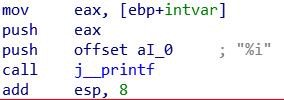 mov     eax, [ebp+intvar]
push    eax
push    offset aI_0     ; "%i"
call    j__printf
add     esp, 8